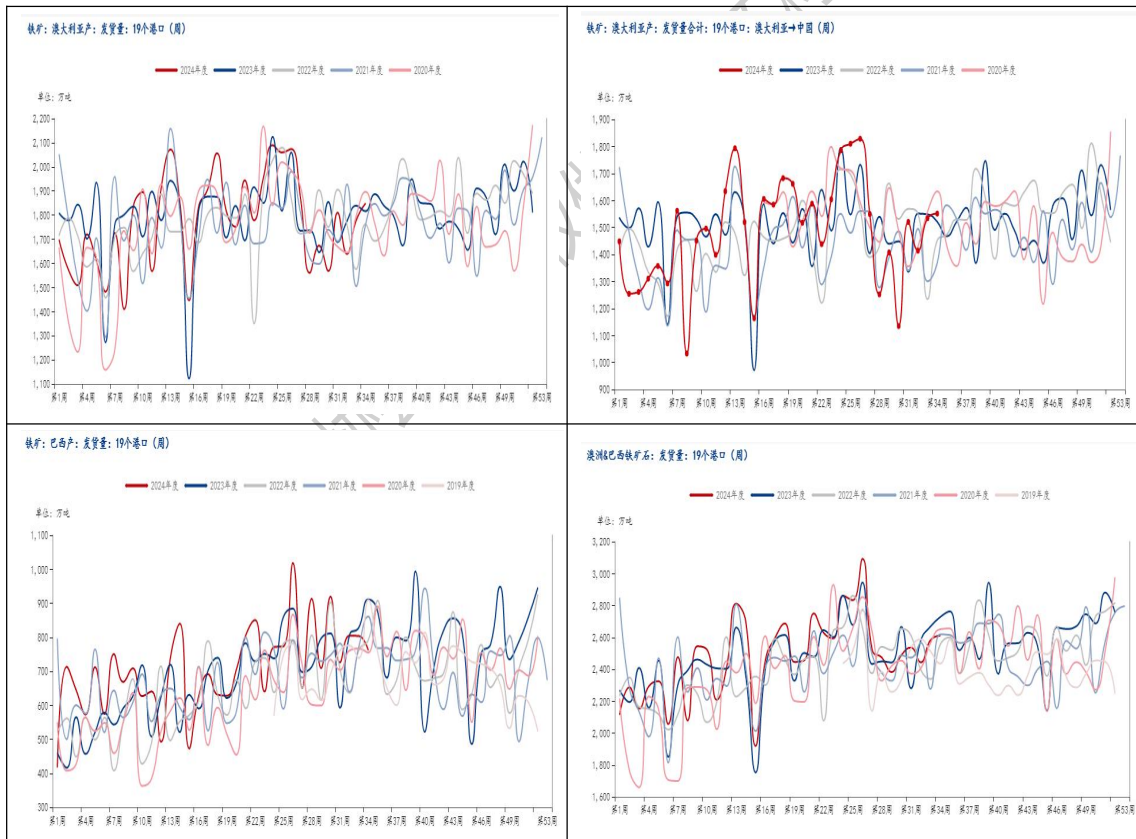 铁矿：澳大利亚产：发货量：19个港口（周）
2024年度 2023年度 2022年度 2021年度 2020年度
单位：万吨
2,200
2,100
2,000
1,900
1,800
1,700
1,600
1,500
1,400
1,300
1,200
1,100
第1周 第4周 第7周 第10周 第13周 第16周 第19周 第22周 第25周 第28周 第31周 第34周 第37周 第40周 第43周 第46周 第49周 第53周
铁矿：澳大利亚产：发货量合计：19个港口：澳大利亚→中国（周）
2024年度 2023年度 2022年度 2021年度 2020年度
单位：万吨
1,900
1,800
1,700
1,600
1,500
1,400
1,300
1,200
1,100
1,000
900
第1周 第4周 第7周 第10周 第13周 第16周 第19周 第22周 第25周 第28周 第31周 第34周 第37周 第40周 第43周 第46周 第49周 第53周
铁矿：巴西产：发货量：19个港口（周）
2024年度 2023年度 2022年度 2021年度 2020年度 2019年度
单位：万吨
1,100
1,000
900
800
700
600
500
400
300
第1周 第4周 第7周 第10周 第13周 第16周 第19周 第22周 第25周 第28周 第31周 第34周 第37周 第40周 第43周 第46周 第49周 第53周
澳洲&巴西铁矿石：发货量：19个港口（周）
2024年度 2023年度 2022年度 2021年度 2020年度 2019年度
单位：万吨
3,200
3,000
2,800
2,600
2,400
2,200
2,000
1,800
1,600
第1周 第4周 第7周 第10周 第13周 第16周 第19周 第22周 第25周 第28周 第31周 第34周 第37周 第40周 第43周 第46周 第49周 第53周